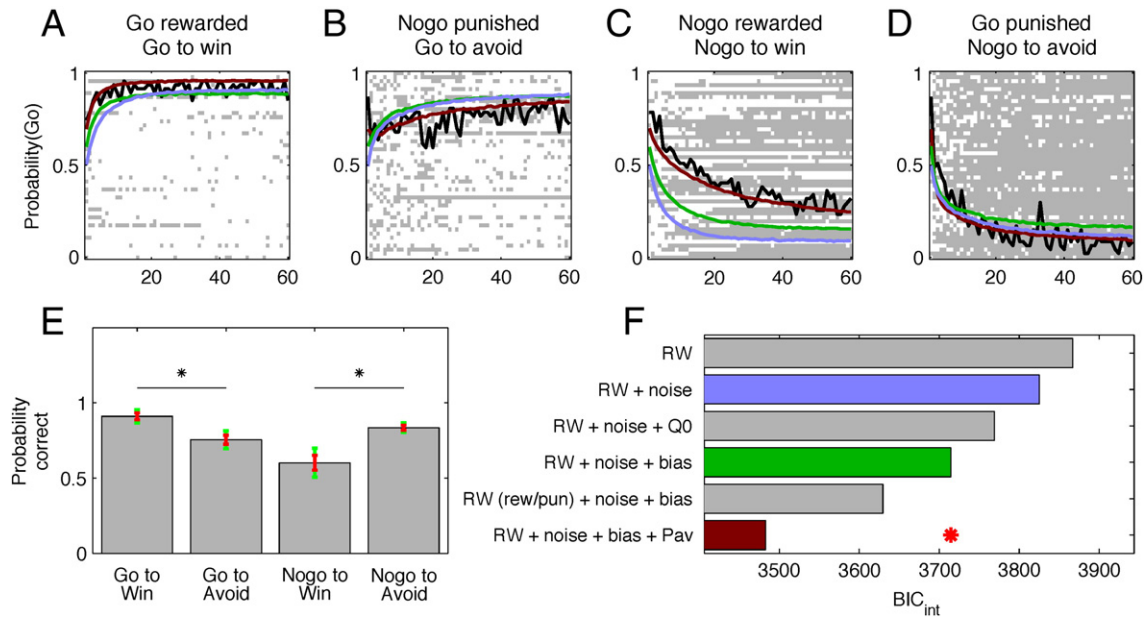 A
Go rewarded
Go to win
B
Nogo punished
Go to avoid
C
Nogo rewarded
Nogo to win
D
Go punished
Nogo to avoid
Probability(Go)
1
0.5
0
20
40
60
1
0.5
0
20
40
60
1
0.5
0
20
40
60
1
0.5
0
20
40
60
E
Probability
correct
1
0.5
0
*
*
Go to
Win
Go to
Avoid
Nogo to
Win
Nogo to
Avoid
F
RW
RW + noise
RW + noise + Q0
RW + noise + bias
RW (rew/pun) + noise + bias
RW + noise + bias + Pav
*
3500
3600
3700
3800
3900
BIC_int